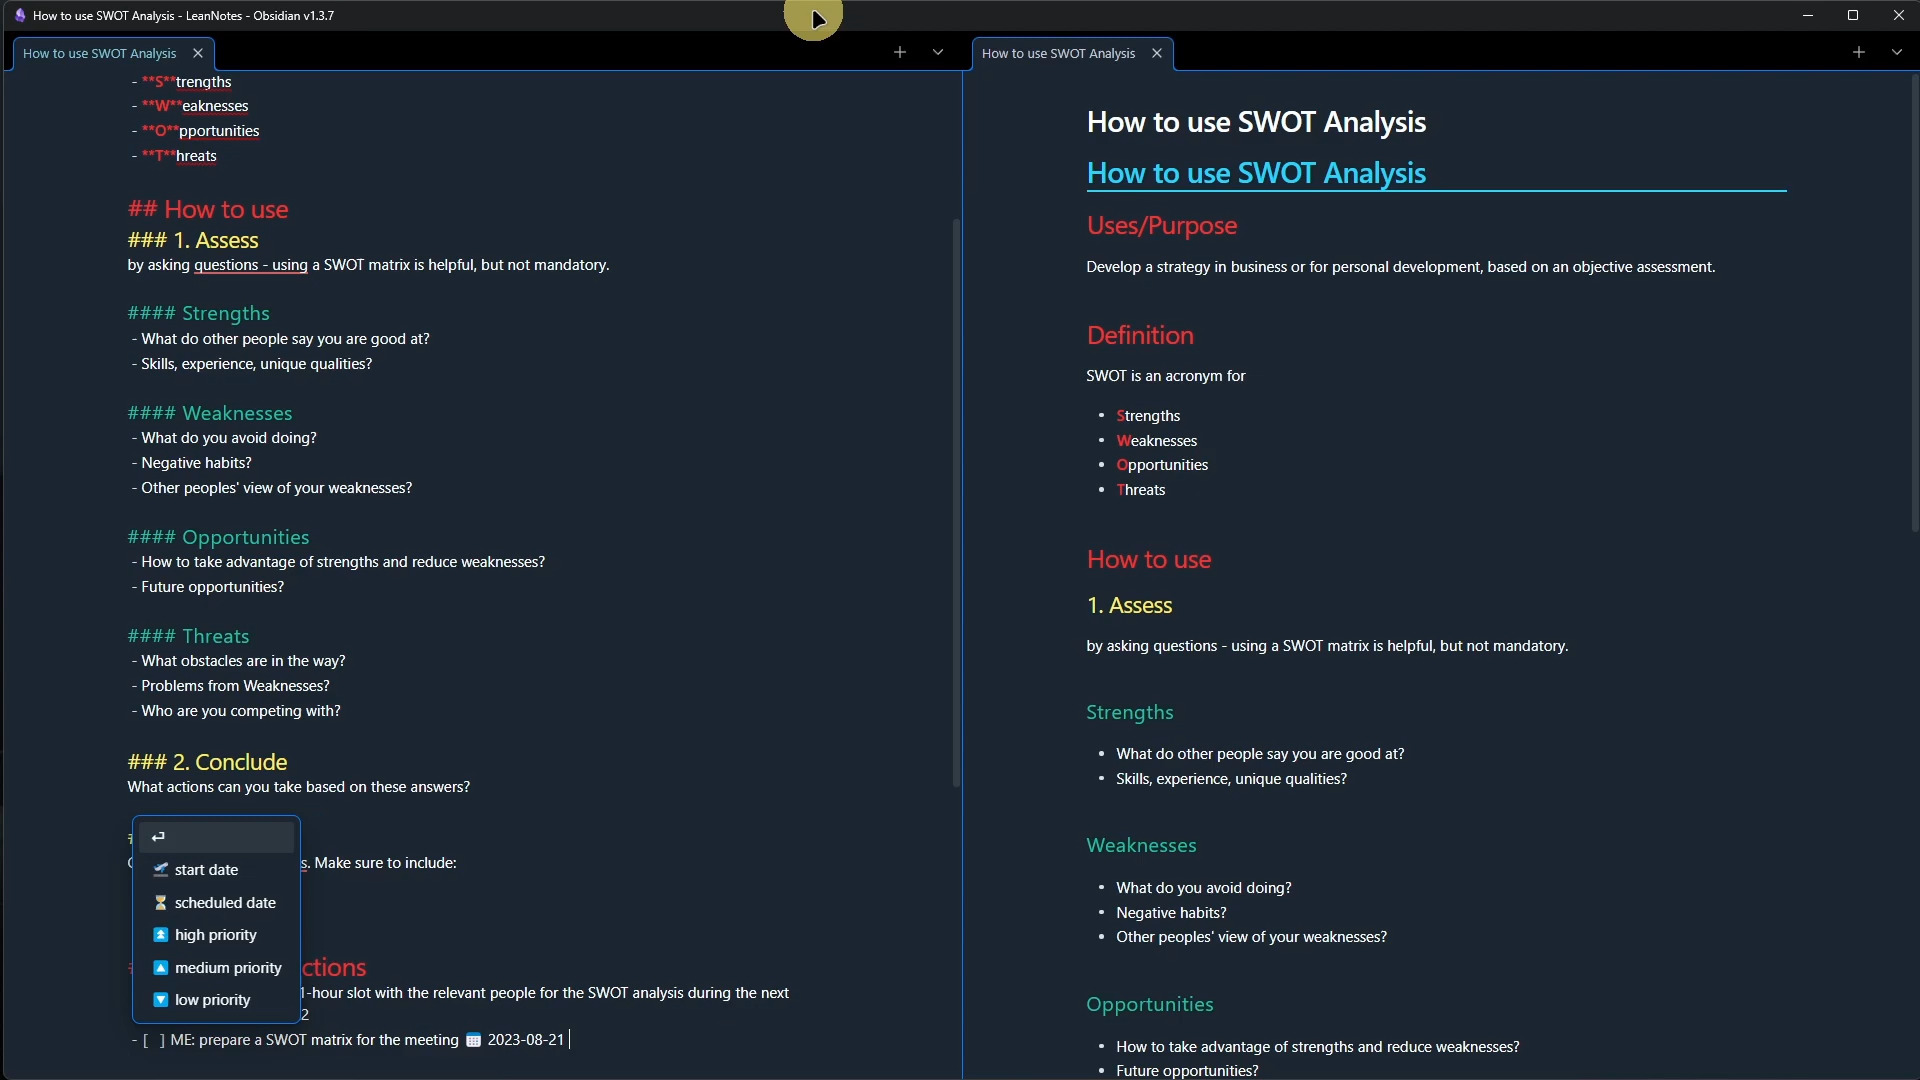 How to use SWOT Analysis - LeanNotes - Obsidian v1.3.7
How to use SWOT Analysis
- **S**trengths
- **W**eaknesses
- **O**pportunities
- **T**hreats
## How to use
### 1. Assess
by asking questions - using a SWOT matrix is helpful, but not mandatory.
#### Strengths
- What do other people say you are good at?
- Skills, experience, unique qualities?
#### Weaknesses
- What do you avoid doing?
- Negative habits?
- Other peoples' view of your weaknesses?
#### Opportunities
- How to take advantage of strengths and reduce weaknesses?
- Future opportunities?
#### Threats
- What obstacles are in the way?
- Problems from Weaknesses?
- Who are you competing with?
### 2. Conclude
What actions can you take based on these answers?
⏎
start date
s. Make sure to include:
scheduled date
high priority
medium priority
low priority
ctions
1-hour slot with the relevant people for the SWOT analysis during the next
2
- [ ] ME: prepare a SWOT matrix for the meeting 📅 2023-08-21
How to use SWOT Analysis
How to use SWOT Analysis
How to use SWOT Analysis
Uses/Purpose
Develop a strategy in business or for personal development, based on an objective assessment.
Definition
SWOT is an acronym for
• Strengths
• Weaknesses
• Opportunities
• Threats
How to use
1. Assess
by asking questions - using a SWOT matrix is helpful, but not mandatory.
Strengths
• What do other people say you are good at?
• Skills, experience, unique qualities?
Weaknesses
• What do you avoid doing?
• Negative habits?
• Other peoples' view of your weaknesses?
Opportunities
• How to take advantage of strengths and reduce weaknesses?
• Future opportunities?